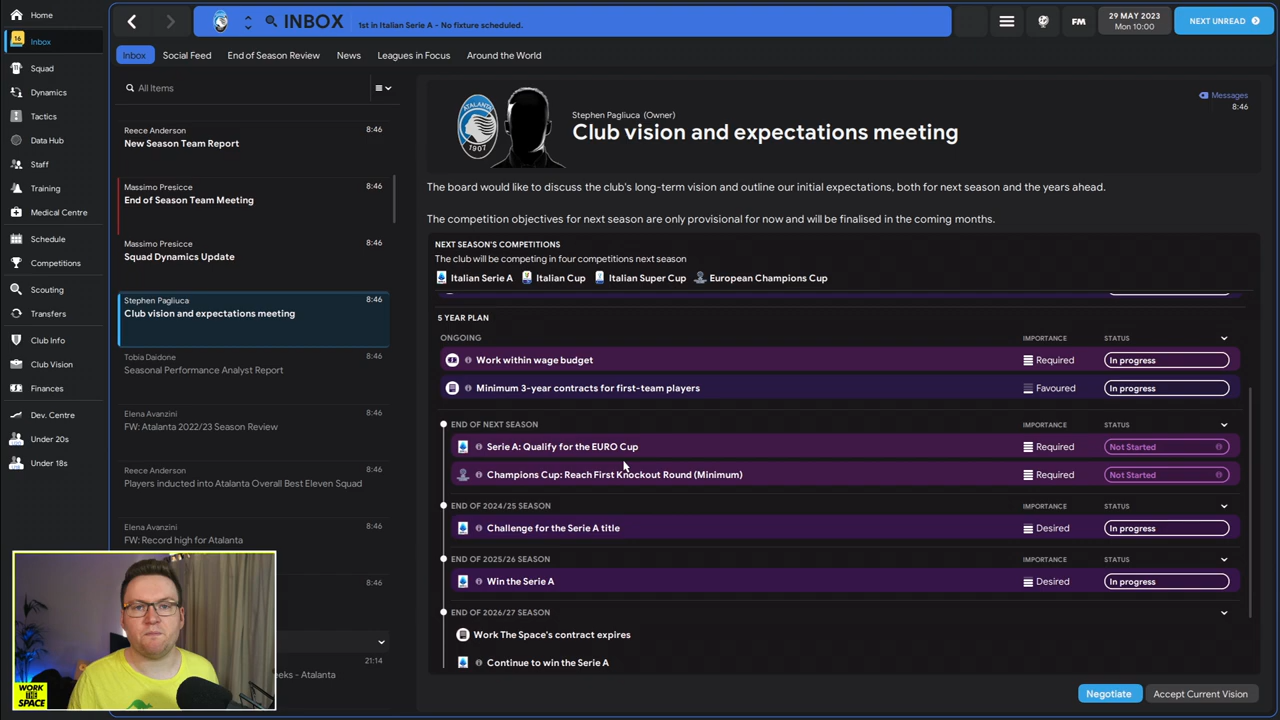 Home
Inbox
16
Squad
Dynamics
Tactics
Data Hub
Staff
Training
Medical Centre
Schedule
Competitions
Scouting
Transfers
Club Info
Club Vision
Finances
Dev. Centre
Under 20s
Under 18s
INBOX
1st in Italian Serie A - No fixture scheduled.
FM
29 MAY 2023
Mon 10:00
NEXT UNREAD
Inbox
Social Feed
End of Season Review
News
Leagues in Focus
Around the World
All Items
Reece Anderson 8:46
New Season Team Report
Massimo Presicce 8:46
End of Season Team Meeting
Massimo Presicce 8:46
Squad Dynamics Update
Stephen Pagliuca 8:46
Club vision and expectations meeting
Tobia Daidone 8:46
Seasonal Performance Analyst Report
Elena Avanzini 8:46
FW: Atalanta 2022/23 Season Review
Reece Anderson 8:46
Players inducted into Atalanta Overall Best Eleven Squad
Elena Avanzini 8:46
FW: Record high for Atalanta
8:46
21:14
eeks - Atalanta
WORK
THE
SPACE
ATALANTA
1907
Stephen Pagliuca (Owner)
Club vision and expectations meeting
Messages
8:46
The board would like to discuss the club's long-term vision and outline our initial expectations, both for next season and the years ahead.
The competition objectives for next season are only provisional for now and will be finalised in the coming months.
NEXT SEASON'S COMPETITIONS
The club will be competing in four competitions next season
Italian Serie A Italian Cup Italian Super Cup European Champions Cup
5 YEAR PLAN
ONGOING IMPORTANCE STATUS
Work within wage budget Required In progress
Minimum 3-year contracts for first-team players Favoured In progress
END OF NEXT SEASON IMPORTANCE STATUS
Serie A: Qualify for the EURO Cup Required Not Started
Champions Cup: Reach First Knockout Round (Minimum) Required Not Started
END OF 2024/25 SEASON IMPORTANCE STATUS
Challenge for the Serie A title Desired In progress
END OF 2025/26 SEASON IMPORTANCE STATUS
Win the Serie A Desired In progress
END OF 2026/27 SEASON
Work The Space's contract expires
Continue to win the Serie A
Negotiate
Accept Current Vision